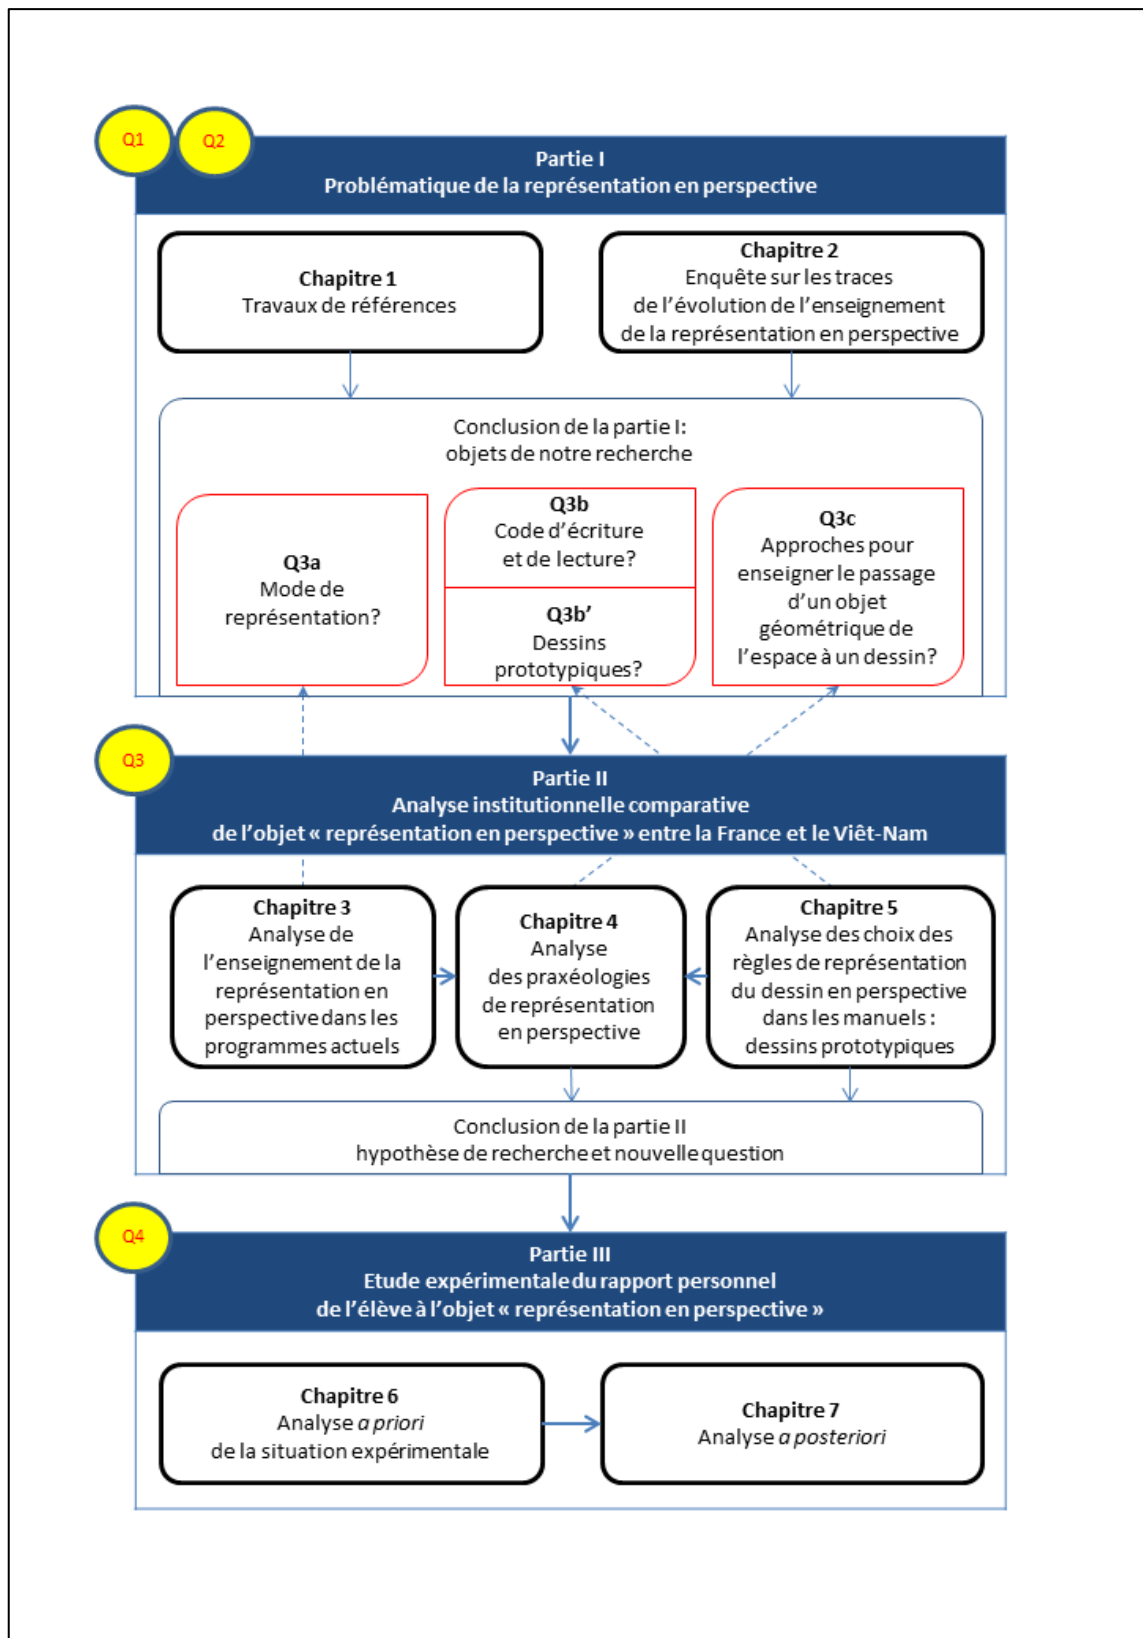 Q1
Q2
Partie I
Problématique de la représentation en perspective
Chapitre 1
Travaux de références
Chapitre 2
Enquête sur les traces
de l'évolution de l'enseignement
de la représentation en perspective
Conclusion de la partie I:
objets de notre recherche
Q3a
Mode de
représentation?
Q3b
Code d'écriture
et de lecture?
Q3b'
Dessins
prototypiques?
Q3c
Approches pour
enseigner le passage
d'un objet
géométrique de
l'espace à un dessin?
Q3
Partie II
Analyse institutionnelle comparative
de l'objet « représentation en perspective » entre la France et le Viêt-Nam
Chapitre 3
Analyse de
l'enseignement de la
représentation en
perspective dans les
programmes actuels
Chapitre 4
Analyse
des praxéologies
de représentation
en perspective
Chapitre 5
Analyse des choix des
règles de représentation
du dessin en perspective
dans les manuels :
dessins prototypiques
Conclusion de la partie II
hypothèse de recherche et nouvelle question
Q4
Partie III
Etude expérimentale du rapport personnel
de l'élève à l'objet « représentation en perspective »
Chapitre 6
Analyse a priori
de la situation expérimentale
Chapitre 7
Analyse a posteriori